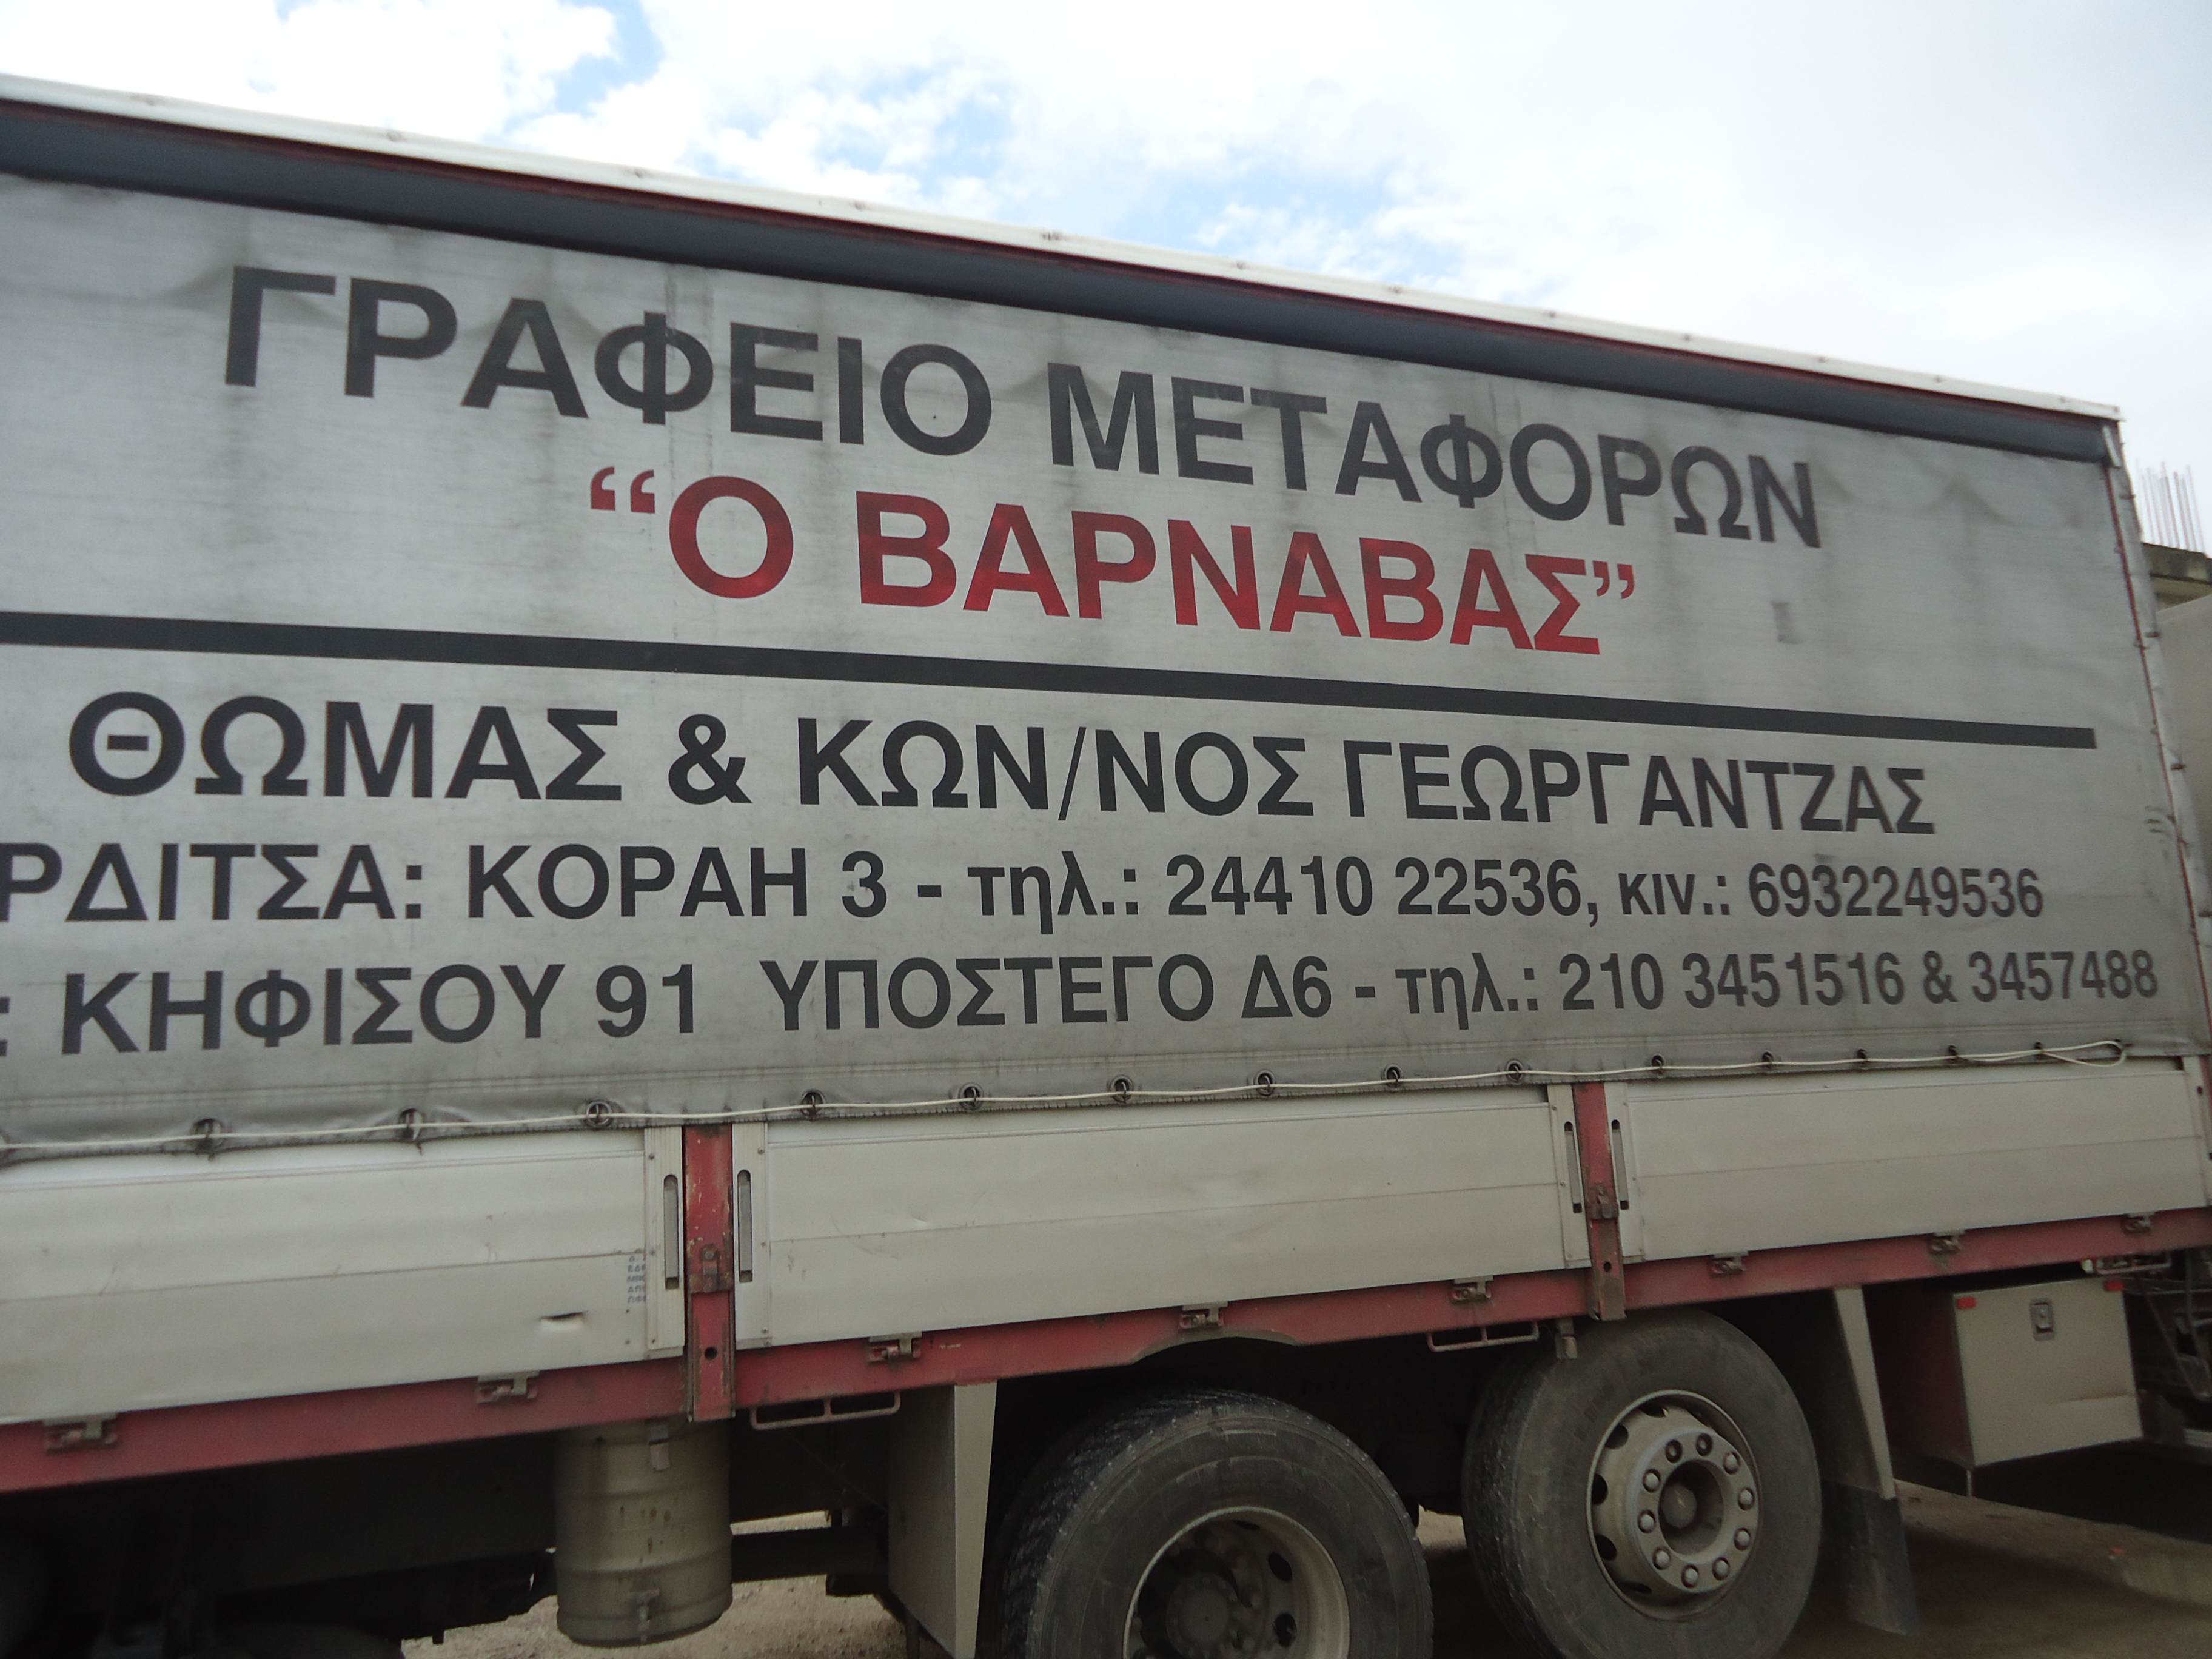 ΓΡΑΦΕΙΟ ΜΕΤΑΦΟΡΩΝ
“Ο ΒΑΡΝΑΒΑΣ”
ΘΩΜΑΣ & ΚΩΝ/ΝΟΣ ΓΕΩΡΓΑΝΤΖΑΣ
ΡΔΙΤΣΑ: ΚΟΡΑΗ 3 - τηλ.: 24410 22536, κιν.: 6932249536
: ΚΗΦΙΣΟΥ 91 ΥΠΟΣΤΕΓΟ Δ6 - τηλ.: 210 3451516 & 3457488